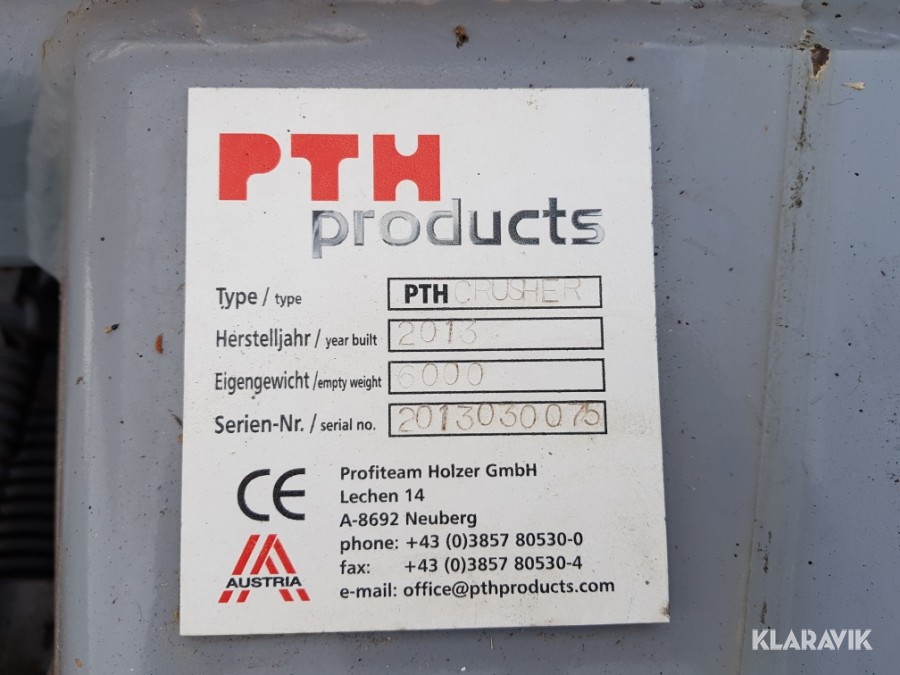 PTH
products
Type / type PTH CRUSHER
Herstelljahr / year built 2013
Eigengewicht / empty weight 6000
Serien-Nr. / serial no. 2013030075
CE
Profiteam Holzer GmbH
Lechen 14
A-8692 Neuberg
phone: +43 (0)3857 80530-0
fax: +43 (0)3857 80530-4
e-mail: office@pthproducts.com
AUSTRIA
KLARAVIK